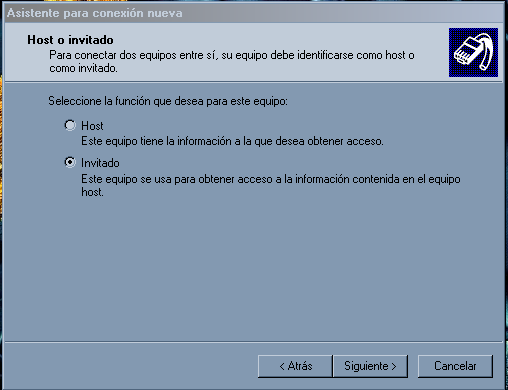 Asistente para conexión nueva
Host o invitado
Para conectar dos equipos entre sí, su equipo debe identificarse como host o
como invitado.
Seleccione la función que desea para este equipo:
Host
Este equipo tiene la información a la que desea obtener acceso.
Invitado
Este equipo se usa para obtener acceso a la información contenida en el equipo
host.
< Atrás
Siguiente >
Cancelar